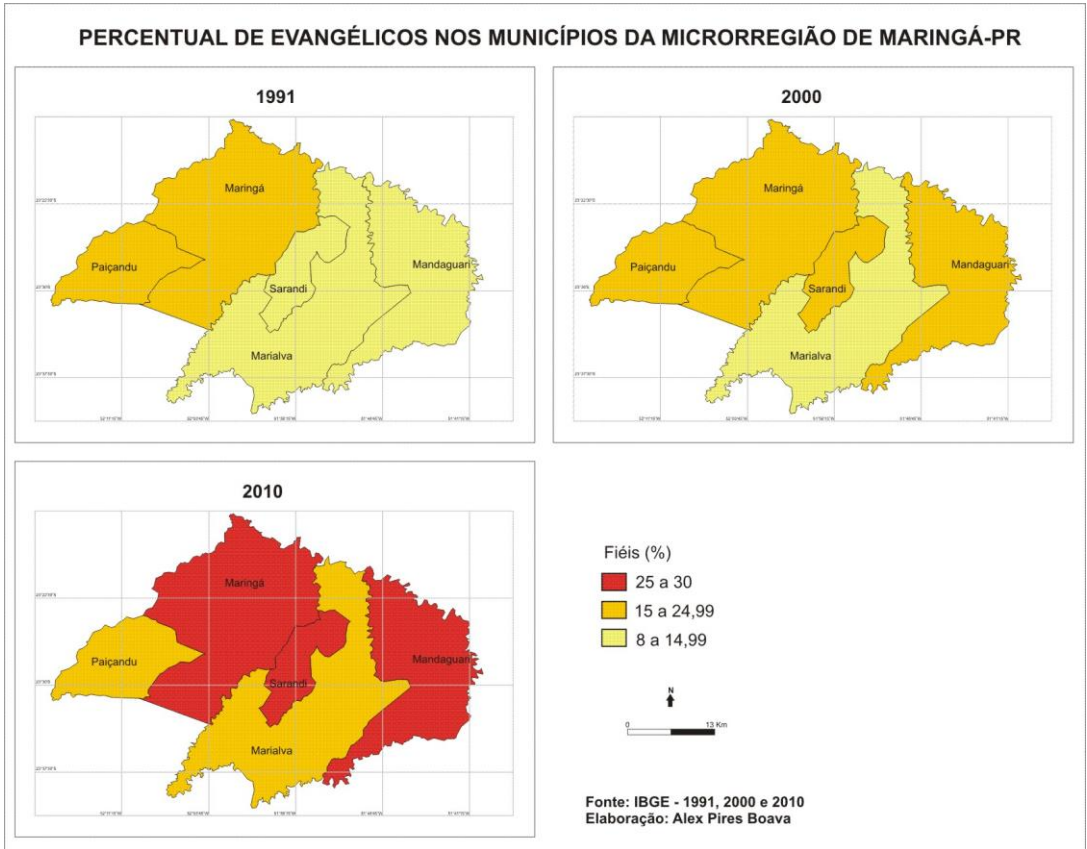 PERCENTUAL DE EVANGÉLICOS NOS MUNICÍPIOS DA MICRORREGIÃO DE MARINGÁ-PR
1991
Maringá
Paiçandu
Mandaguari
Sarandi
Marialva
2000
Maringá
Paiçandu
Mandaguari
Sarandi
Marialva
2010
Maringá
Paiçandu
Mandaguari
Sarandi
Marialva
Fiéis (%)
25 a 30
15 a 24,99
8 a 14,99
N
0 13 Km
Fonte: IBGE - 1991, 2000 e 2010
Elaboração: Alex Pires Boava